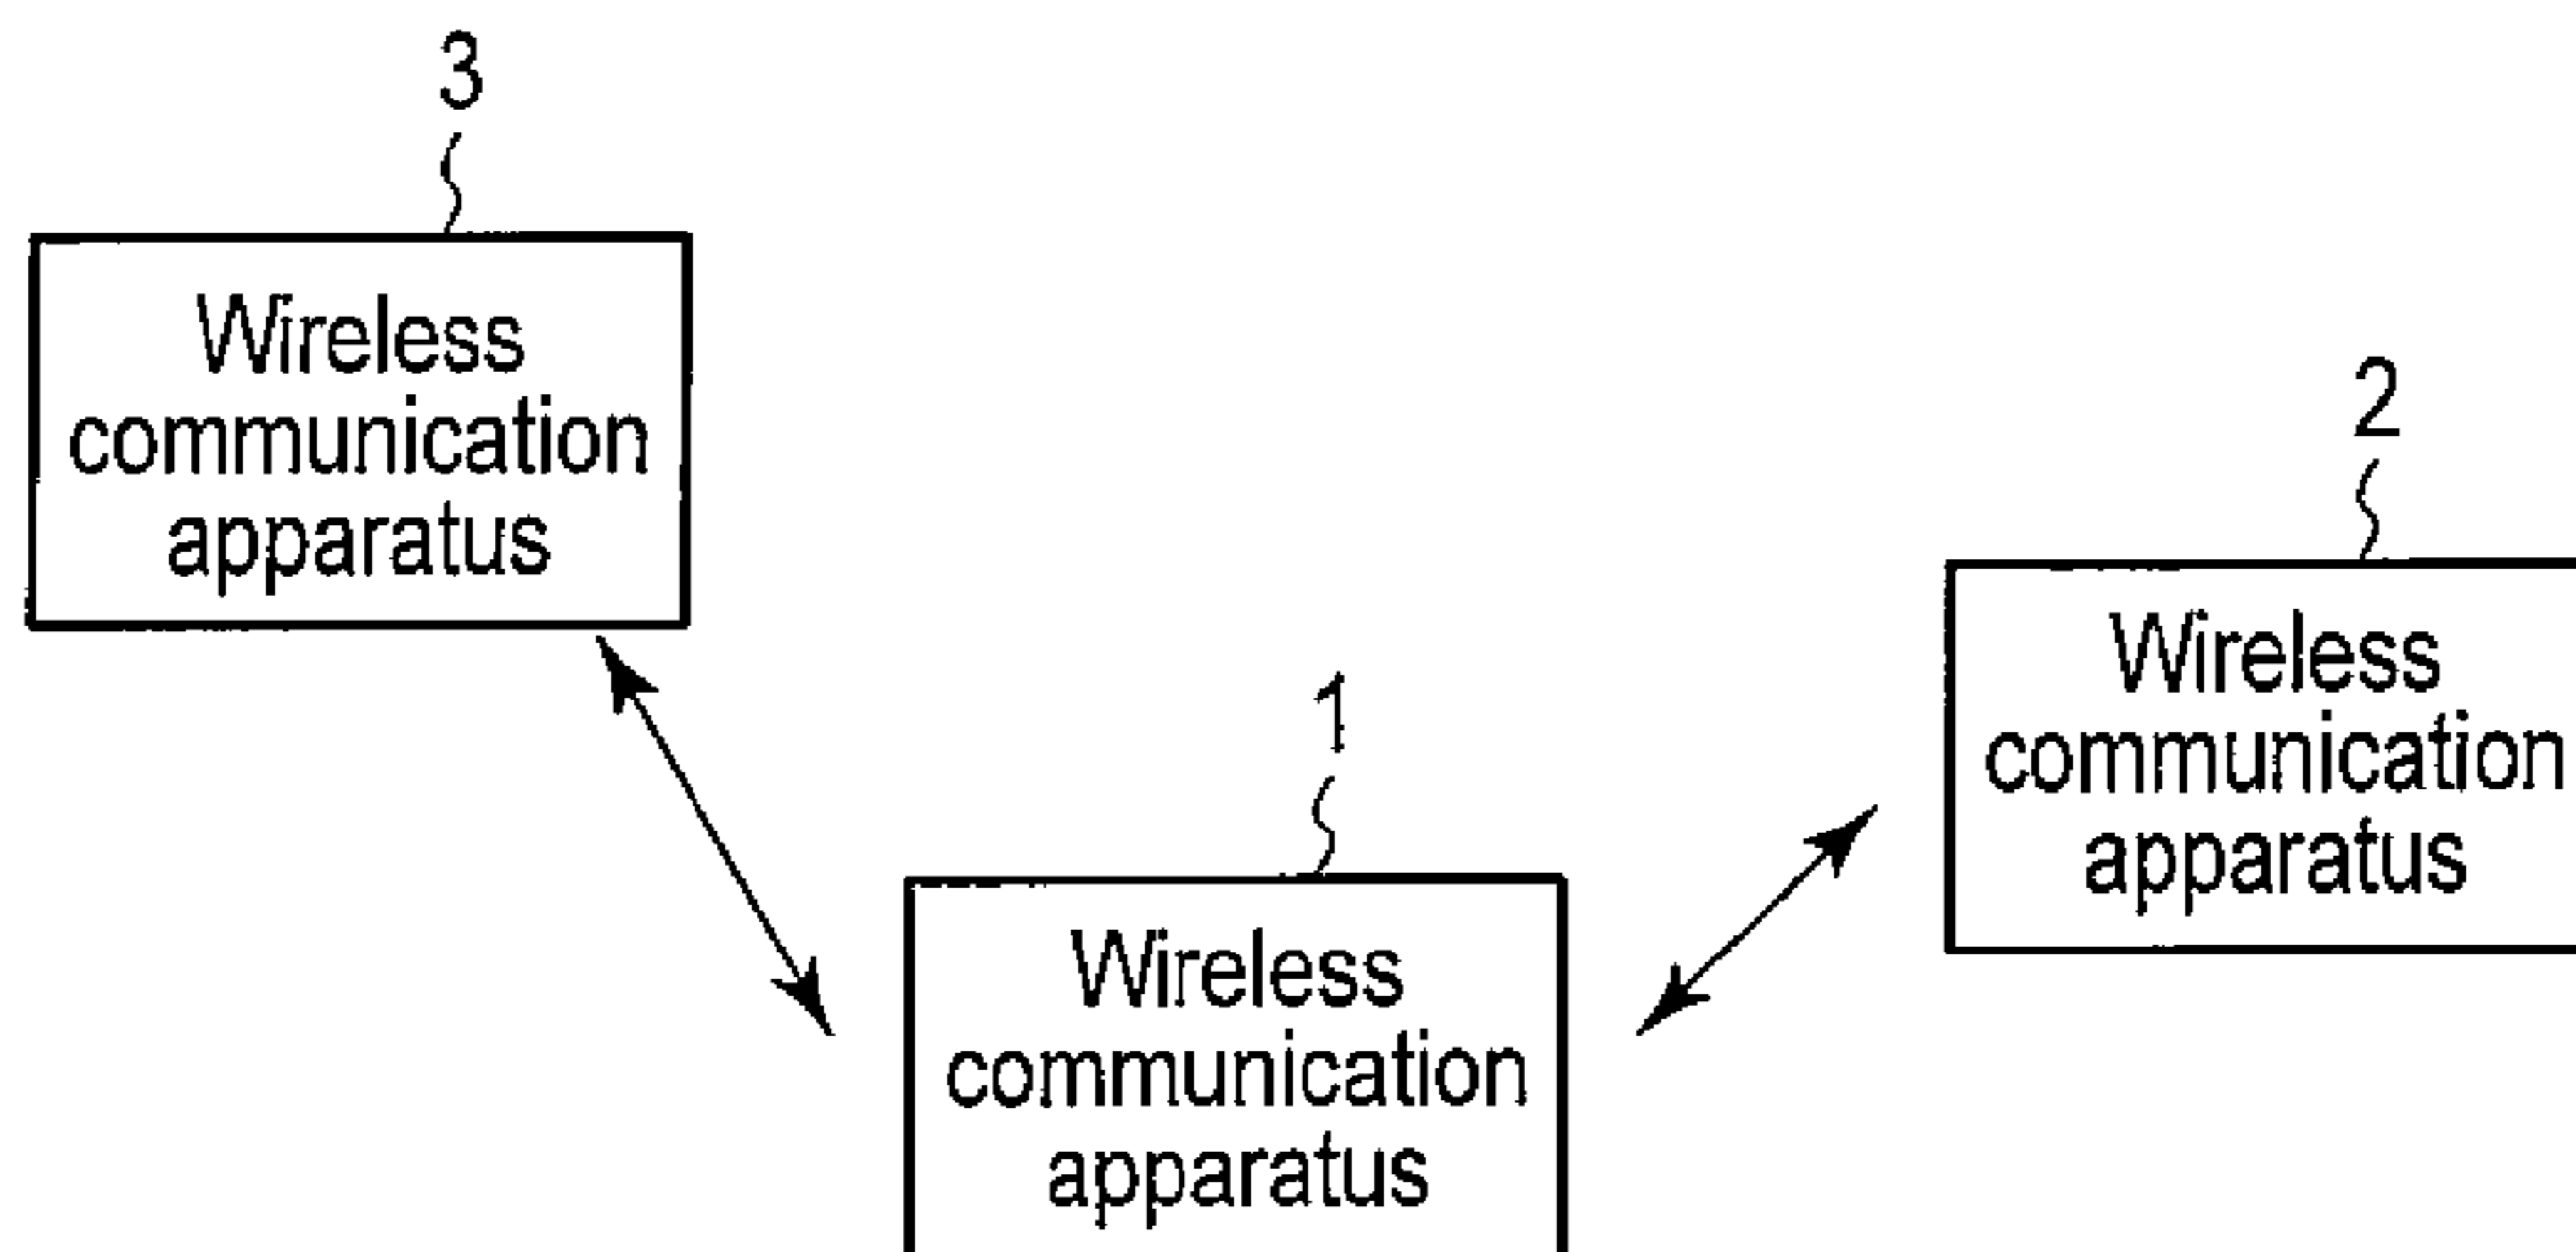 3
Wireless
communication
apparatus
2
Wireless
communication
apparatus
1
Wireless
communication
apparatus